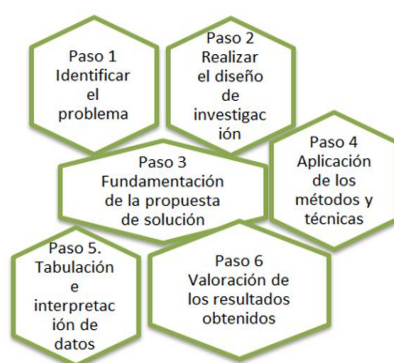 Paso 1
Identificar
el
problema
Paso 2
Realizar
el diseño
de
investigac
ión
Paso 3
Fundamentación
de la propuesta
de solución
Paso 4
Aplicación
de los
métodos y
técnicas
Paso 5.
Tabulación
e
interpretac
ión de
datos
Paso 6
Valoración de
los resultados
obtenidos